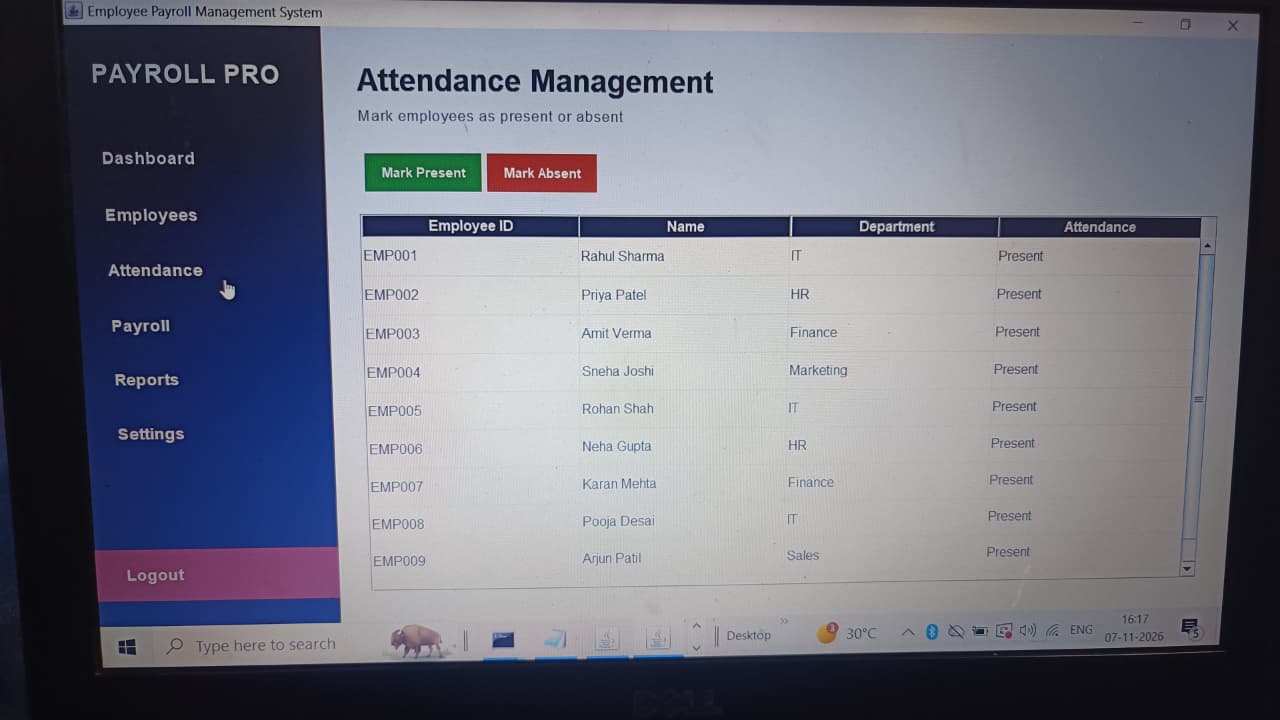 Employee Payroll Management System
PAYROLL PRO
Dashboard
Employees
Attendance
Payroll
Reports
Settings
Logout
Attendance Management
Mark employees as present or absent
Mark Present Mark Absent
Employee ID Name Department Attendance
EMP001 Rahul Sharma IT Present
EMP002 Priya Patel HR Present
EMP003 Amit Verma Finance Present
EMP004 Sneha Joshi Marketing Present
EMP005 Rohan Shah IT Present
EMP006 Neha Gupta HR Present
EMP007 Karan Mehta Finance Present
EMP008 Pooja Desai IT Present
EMP009 Arjun Patil Sales Present
Type here to search
Desktop
3
30°C
ENG
16:17
07-11-2026
5
DELL